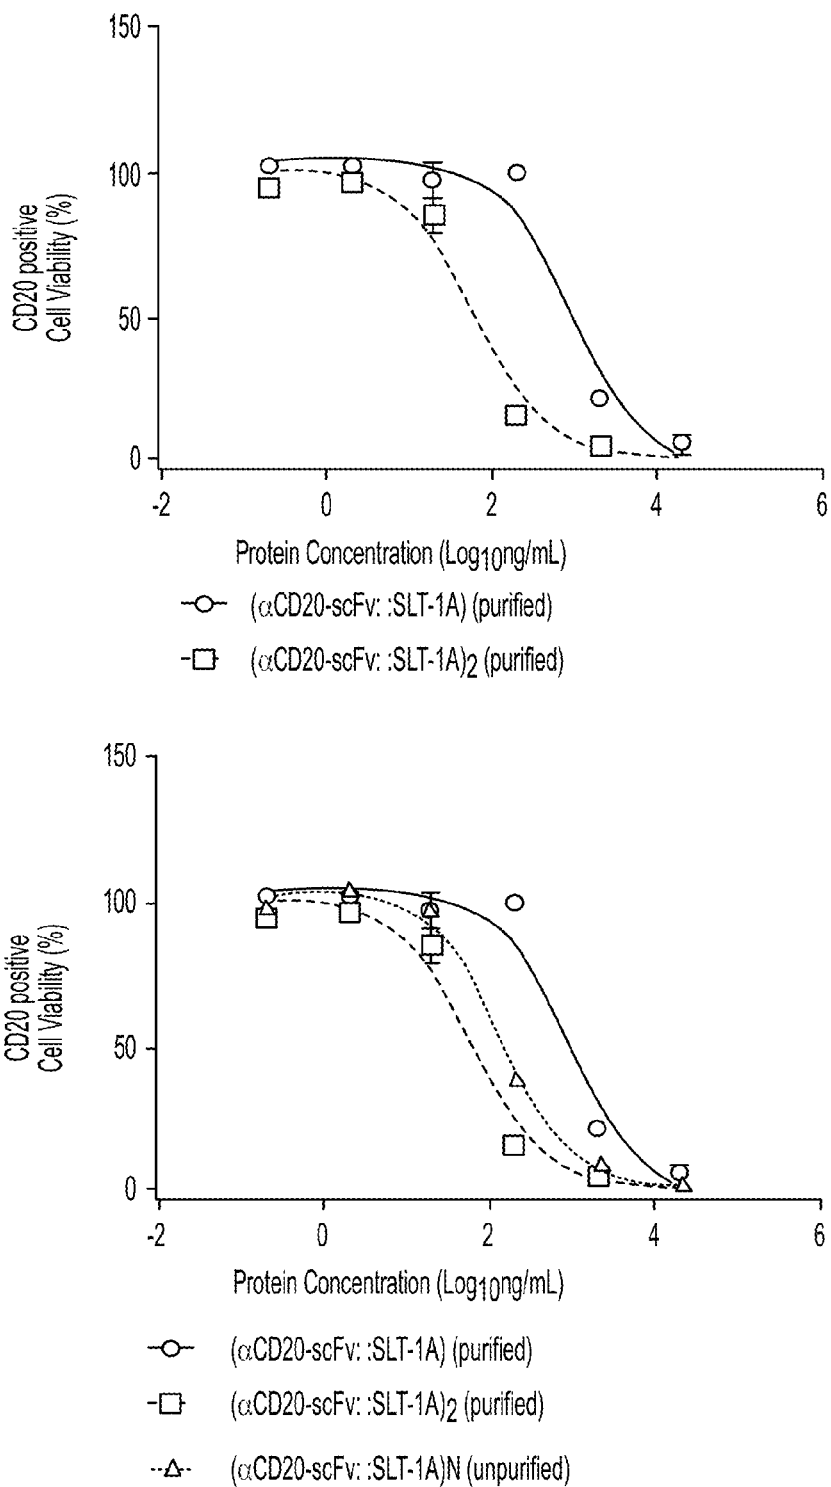 150
100
50
0
CD20 positive
Cell Viability (%)
-2 0 2 4 6
Protein Concentration (Log10ng/mL)
(αCD20-scFv: :SLT-1A) (purified)
(αCD20-scFv: :SLT-1A)2 (purified)
150
100
50
0
CD20 positive
Cell Viability (%)
-2 0 2 4 6
Protein Concentration (Log10ng/mL)
(αCD20-scFv: :SLT-1A) (purified)
(αCD20-scFv: :SLT-1A)2 (purified)
(αCD20-scFv: :SLT-1A)N (unpurified)